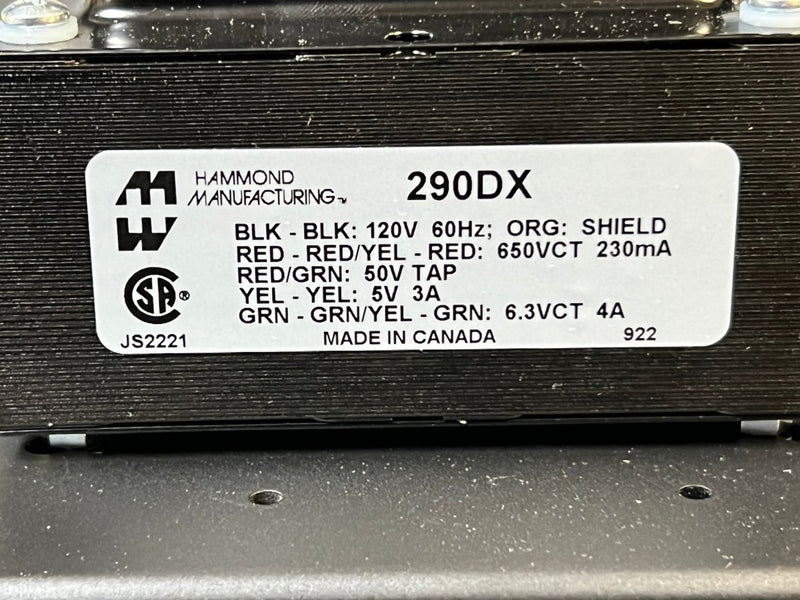 HAMMOND
MANUFACTURING™
290DX
BLK - BLK: 120V 60Hz; ORG: SHIELD
RED - RED/YEL - RED: 650VCT 230mA
RED/GRN: 50V TAP
YEL - YEL: 5V 3A
GRN - GRN/YEL - GRN: 6.3VCT 4A
SA®
JS2221
MADE IN CANADA
922